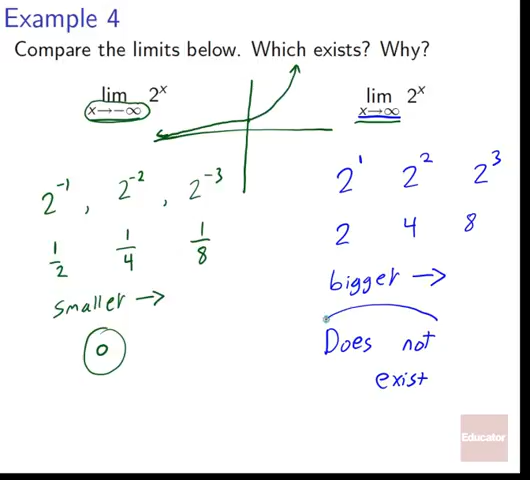 Example 4
Compare the limits below. Which exists? Why?
lim 2^x
x→−∞
lim 2^x
x→∞
2^-1, 2^-2, 2^-3
1/2 1/4 1/8
smaller →
0
2^1 2^2 2^3
2 4 8
bigger →
Does not
exist
Educator